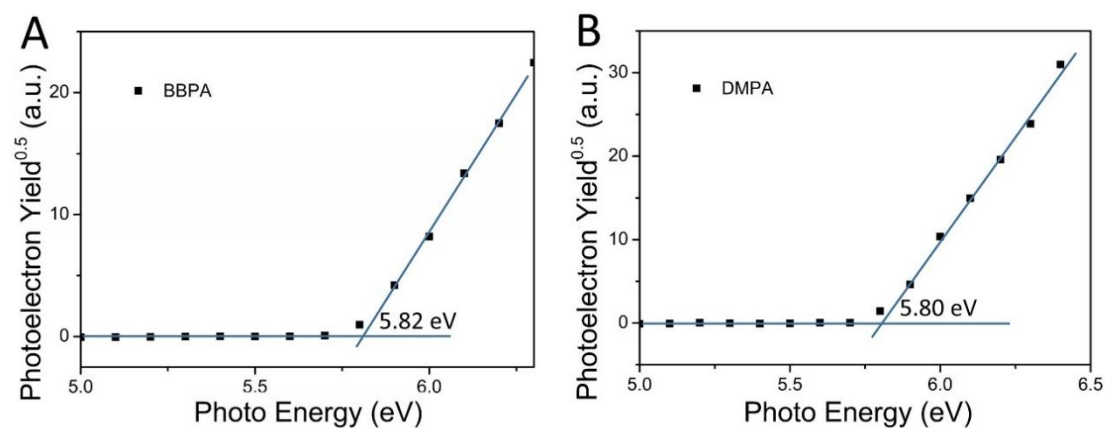 A
Photoelectron Yield^0.5 (a.u.)
20
10
0
BBPA
5.82 eV
5.0
5.5
6.0
Photo Energy (eV)
B
Photoelectron Yield^0.5 (a.u.)
30
20
10
0
DMPA
5.80 eV
5.0
5.5
6.0
6.5
Photo Energy (eV)